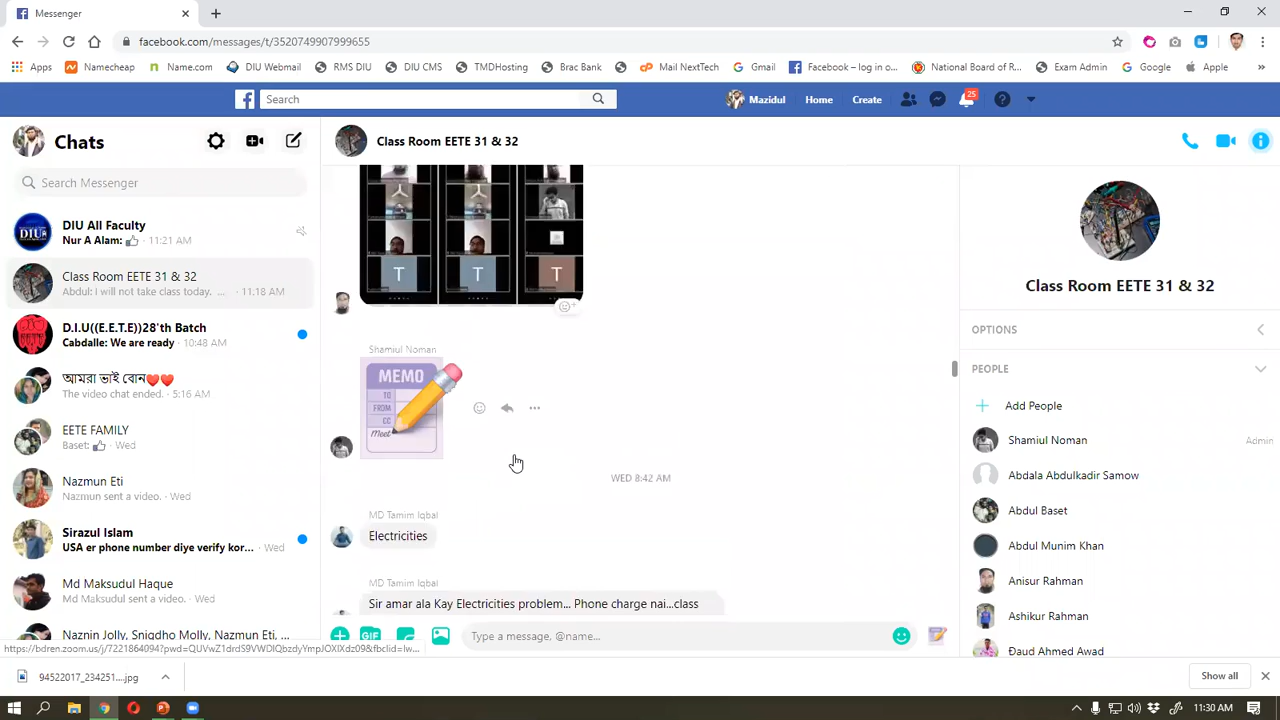 Messenger
facebook.com/messages/t/3520749907999655
Apps
Namecheap
Name.com
DIU Webmail
RMS DIU
DIU CMS
TMDHosting
Brac Bank
Mail NextTech
Gmail
Facebook – log in o...
National Board of R...
Exam Admin
Google
Apple
»
Search
Mazidul
Home
Create
25
Chats
Search Messenger
DIU All Faculty
Nur A Alam: 👍 · 11:21 AM
Class Room EETE 31 & 32
Abdul: I will not take class today. ... · 11:18 AM
D.I.U((E.E.T.E))28'th Batch
Cabdalle: We are ready · 10:48 AM
আমরা ভাই বোন❤️❤️
The video chat ended. · 5:16 AM
EETE FAMILY
Baset: 👍 · Wed
Nazmun Eti
Nazmun sent a video. · Wed
Sirazul Islam
USA er phone number diye verify kor... · Wed
Md Maksudul Haque
Md Maksudul sent a video. · Wed
Naznin Jolly, Snigdho Molly, Nazmun Eti, ...
Class Room EETE 31 & 32
T T T
Shamiul Noman
MEMO
TO
FROM
CC
Meet
WED 8:42 AM
MD Tamim Iqbal
Electricities
MD Tamim Iqbal
Sir amar ala Kay Electricities problem... Phone charge nai...class
GIF
Type a message, @name...
Class Room EETE 31 & 32
OPTIONS
PEOPLE
Add People
Shamiul Noman
Admin
Abdala Abdulkadir Samow
Abdul Baset
Abdul Munim Khan
Anisur Rahman
Ashikur Rahman
Daud Ahmed Awad
94522017_234251....jpg
Show all
11:30 AM